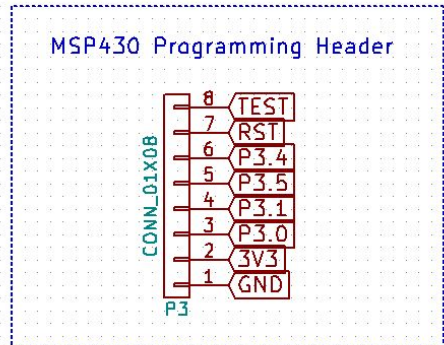 MSP430 Programming Header
8 TEST
7 RST
6 P3.4
5 P3.5
4 P3.1
3 P3.0
2 3V3
1 GND
CONN_01X08
P3